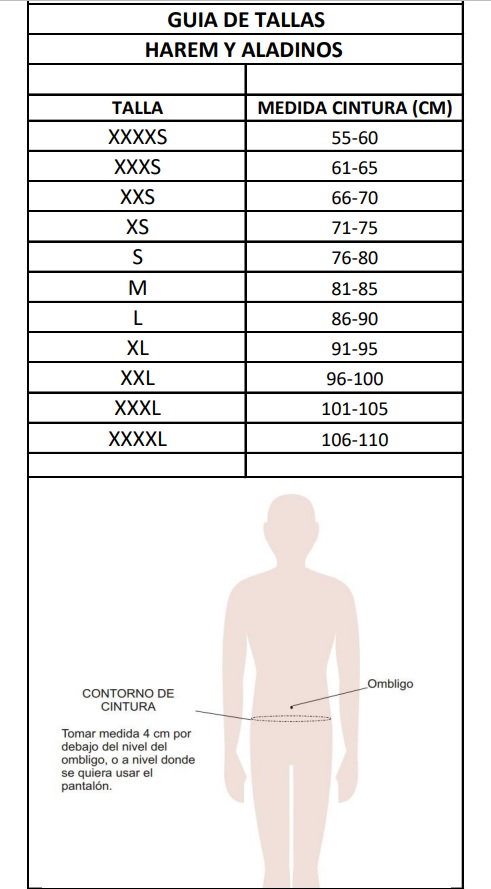 GUIA DE TALLAS
HAREM Y ALADINOS
TALLA MEDIDA CINTURA (CM)
XXXXS 55-60
XXXS 61-65
XXS 66-70
XS 71-75
S 76-80
M 81-85
L 86-90
XL 91-95
XXL 96-100
XXXL 101-105
XXXXL 106-110
Ombligo
CONTORNO DE
CINTURA
Tomar medida 4 cm por
debajo del nivel del
ombligo, o a nivel donde
se quiera usar el
pantalón.